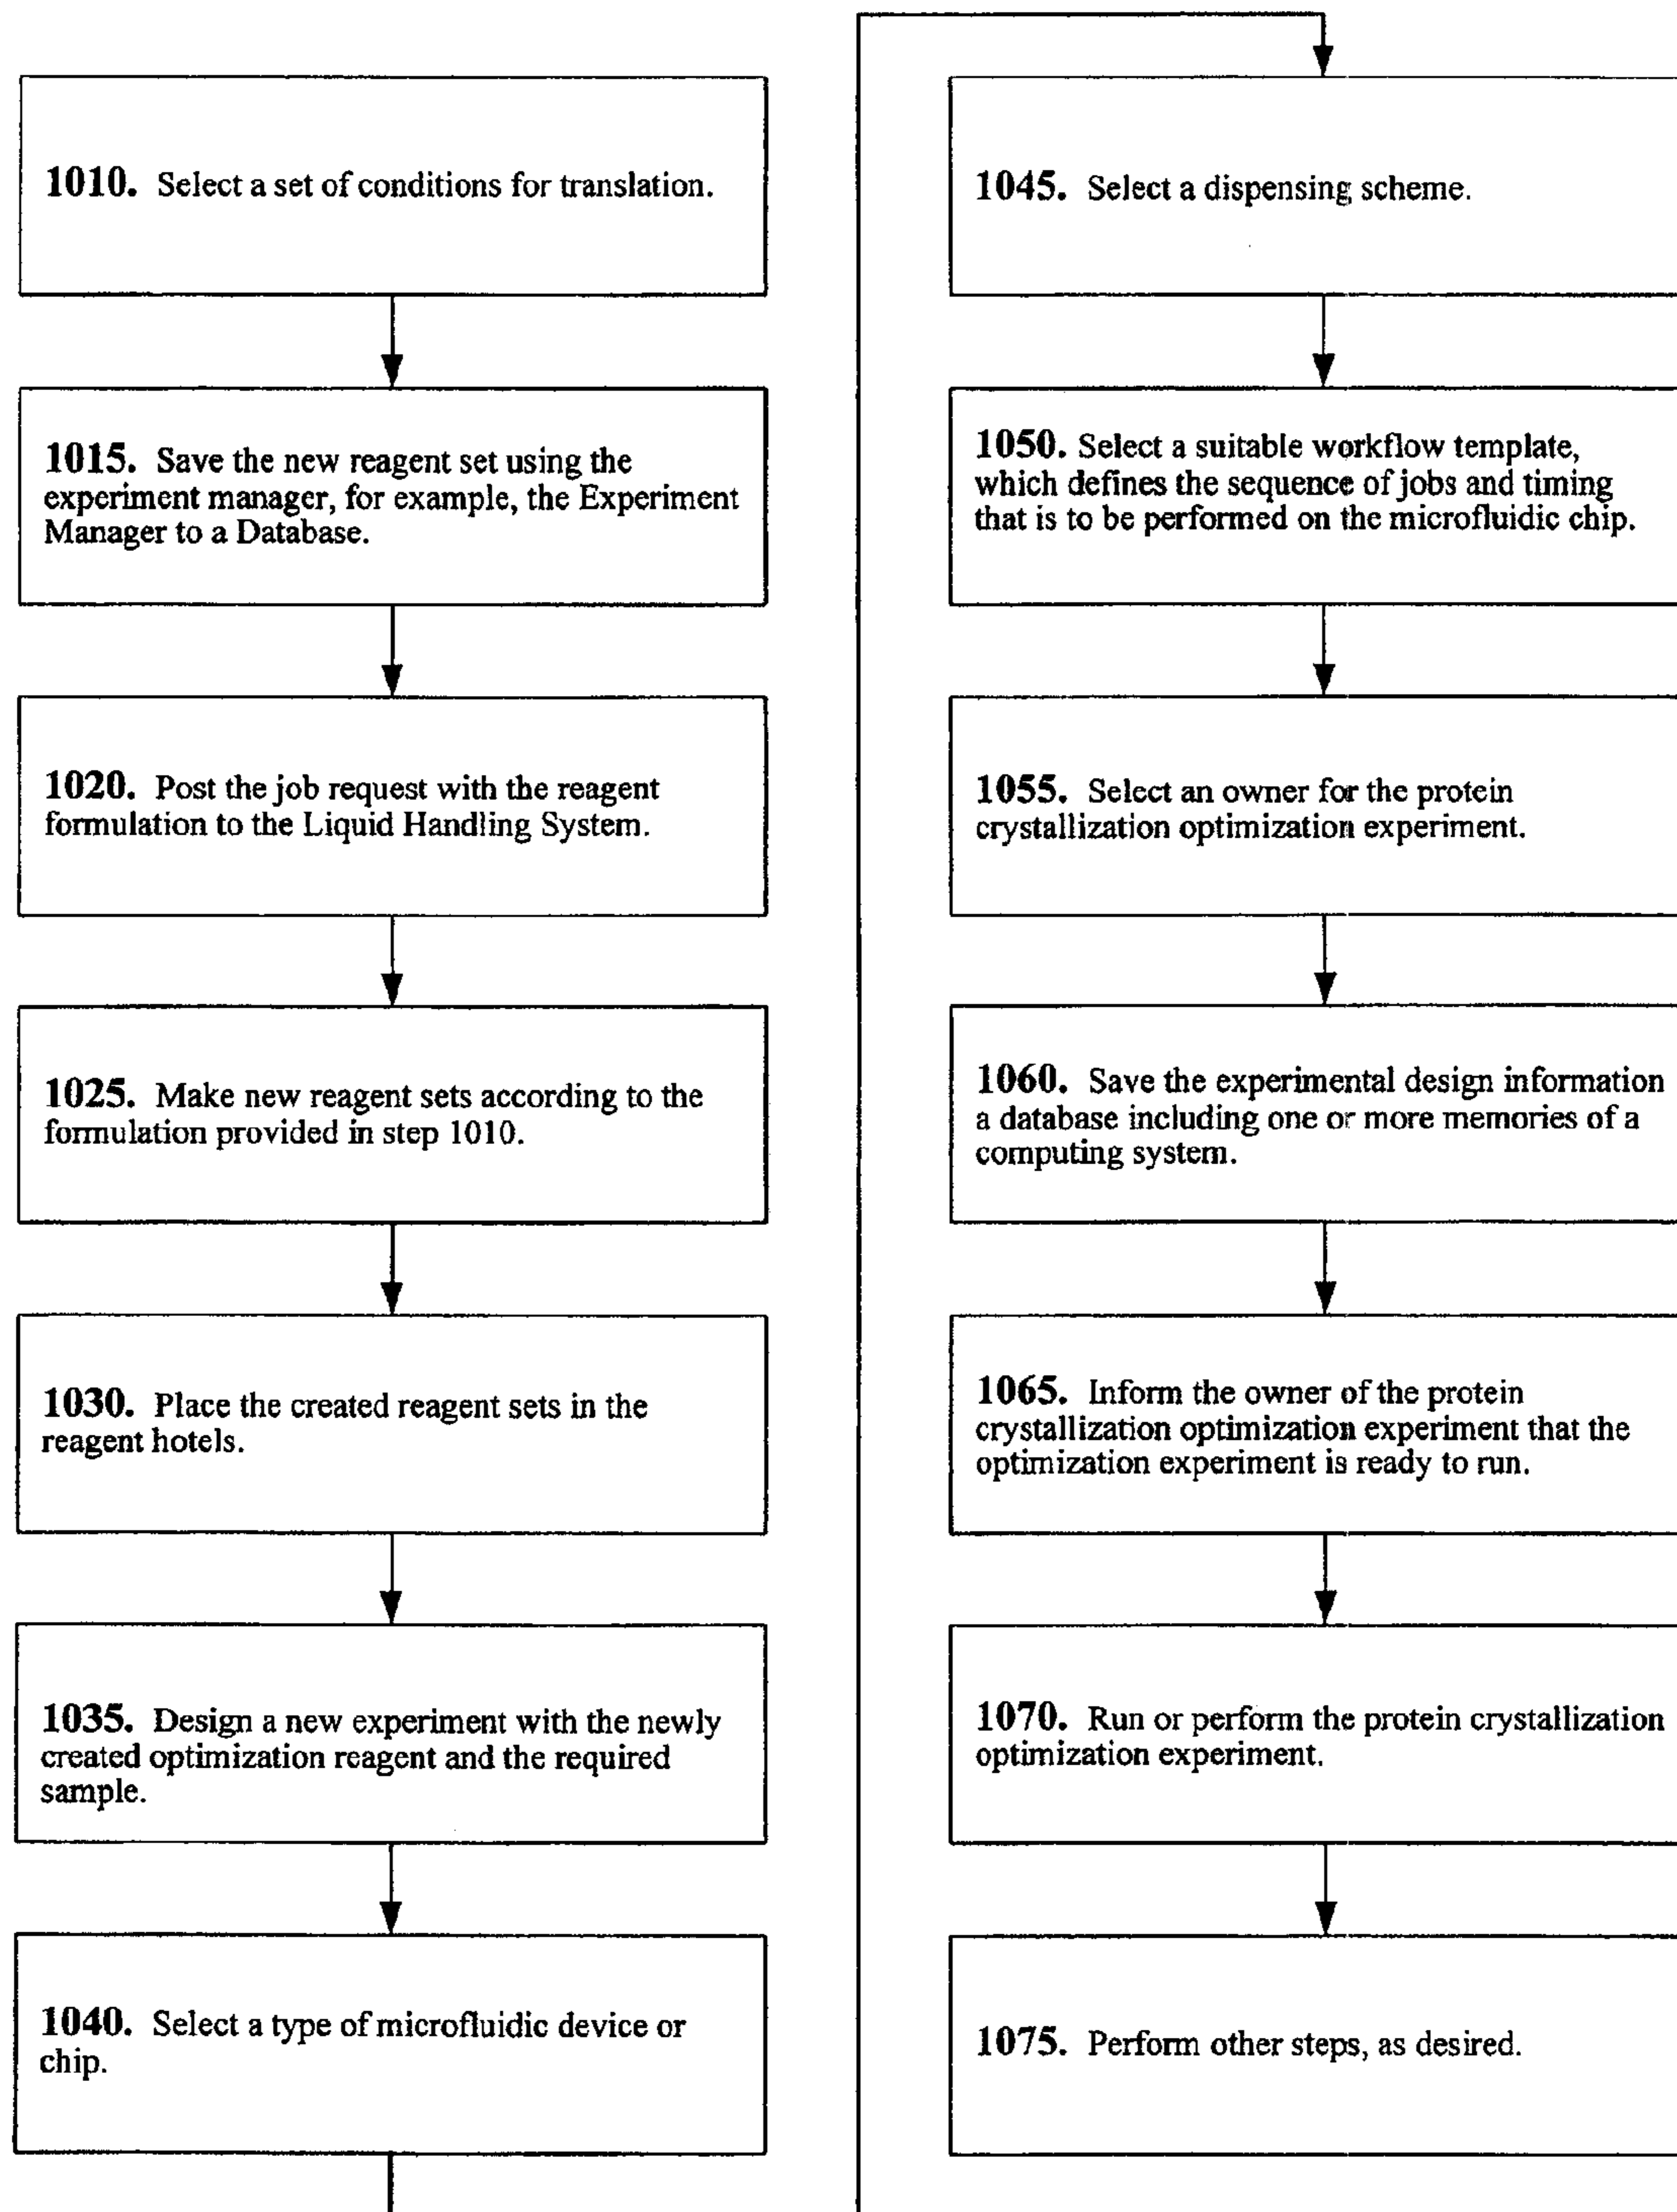 1010. Select a set of conditions for translation.
1015. Save the new reagent set using the
experiment manager, for example, the Experiment
Manager to a Database.
1020. Post the job request with the reagent
formulation to the Liquid Handling System.
1025. Make new reagent sets according to the
formulation provided in step 1010.
1030. Place the created reagent sets in the
reagent hotels.
1035. Design a new experiment with the newly
created optimization reagent and the required
sample.
1040. Select a type of microfluidic device or
chip.
1045. Select a dispensing scheme.
1050. Select a suitable workflow template,
which defines the sequence of jobs and timing
that is to be performed on the microfluidic chip.
1055. Select an owner for the protein
crystallization optimization experiment.
1060. Save the experimental design information
a database including one or more memories of a
computing system.
1065. Inform the owner of the protein
crystallization optimization experiment that the
optimization experiment is ready to run.
1070. Run or perform the protein crystallization
optimization experiment.
1075. Perform other steps, as desired.